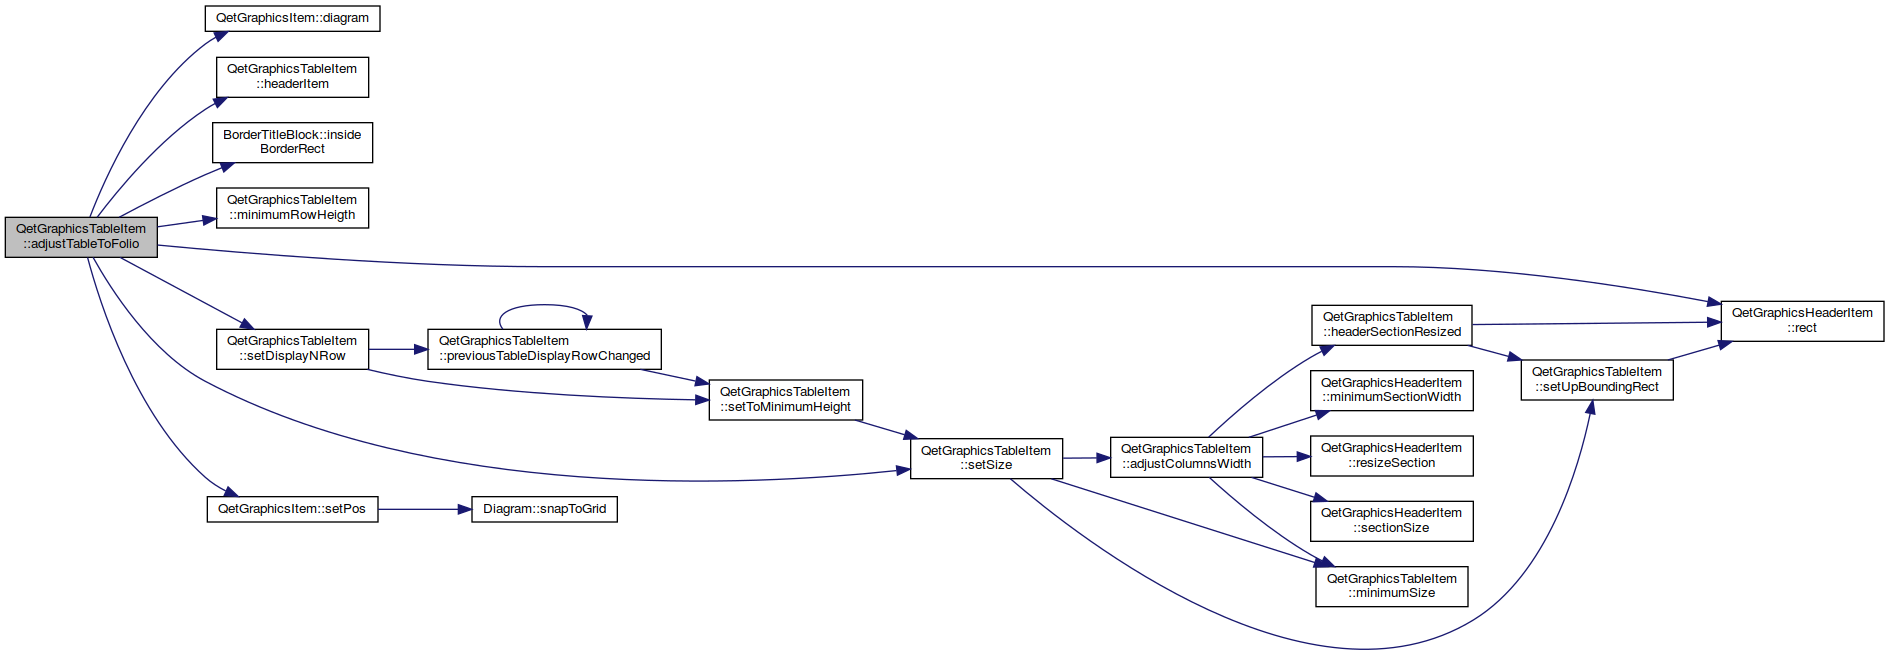 QetGraphicsItem::diagram
QetGraphicsTableItem
::headerItem
BorderTitleBlock::inside
BorderRect
QetGraphicsTableItem
::minimumRowHeigth
QetGraphicsTableItem
::adjustTableToFolio
QetGraphicsTableItem
::setDisplayNRow
QetGraphicsTableItem
::previousTableDisplayRowChanged
QetGraphicsTableItem
::setToMinimumHeight
QetGraphicsTableItem
::setSize
QetGraphicsTableItem
::adjustColumnsWidth
QetGraphicsTableItem
::headerSectionResized
QetGraphicsHeaderItem
::minimumSectionWidth
QetGraphicsHeaderItem
::resizeSection
QetGraphicsHeaderItem
::sectionSize
QetGraphicsTableItem
::minimumSize
QetGraphicsTableItem
::setUpBoundingRect
QetGraphicsHeaderItem
::rect
QetGraphicsItem::setPos
Diagram::snapToGrid